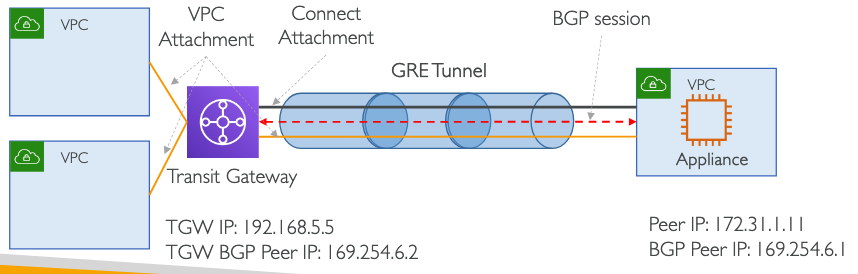 VPC
VPC
Attachment
Connect
Attachment
BGP session
GRE Tunnel
VPC
Appliance
VPC
Transit Gateway
TGW IP: 192.168.5.5
TGW BGP Peer IP: 169.254.6.2
Peer IP: 172.31.1.11
BGP Peer IP: 169.254.6.1